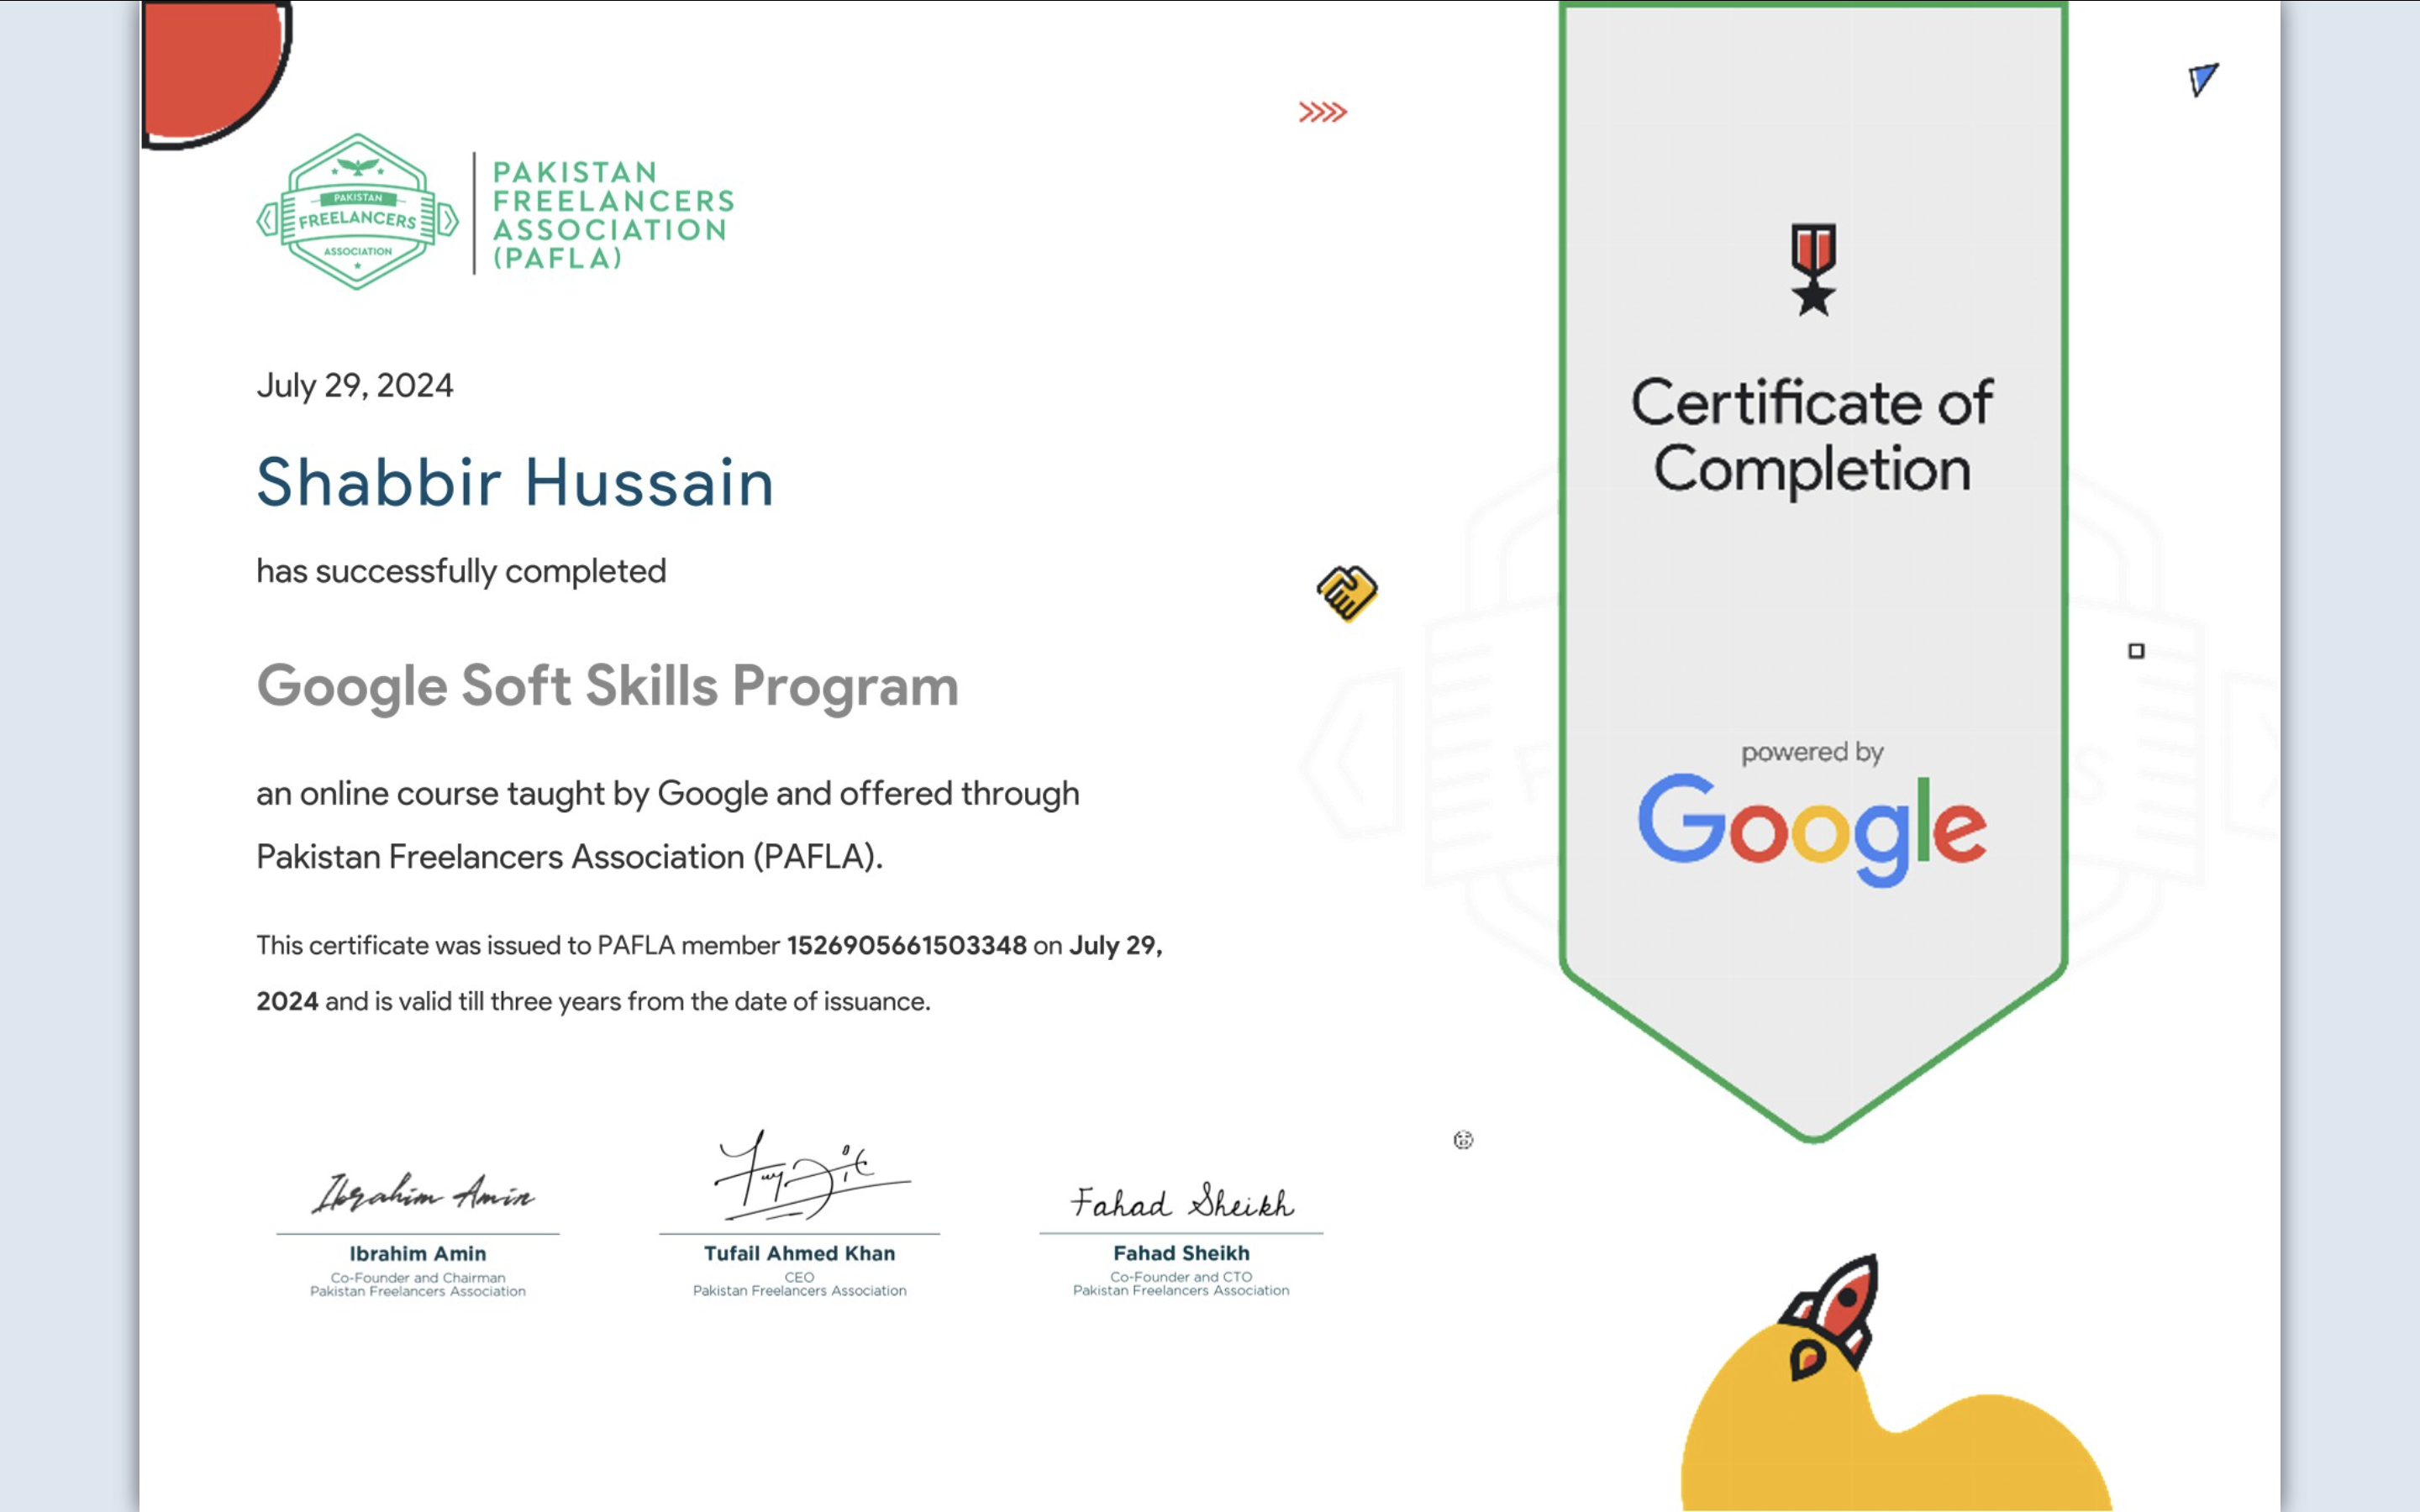 PAKISTAN
FREELANCERS
ASSOCIATION
PAKISTAN
FREELANCERS
ASSOCIATION
(PAFLA)
July 29, 2024
Shabbir Hussain
has successfully completed
Google Soft Skills Program
an online course taught by Google and offered through
Pakistan Freelancers Association (PAFLA).
This certificate was issued to PAFLA member 1526905661503348 on July 29,
2024 and is valid till three years from the date of issuance.
Ibrahim Amin
Ibrahim Amin
Co-Founder and Chairman
Pakistan Freelancers Association
Tufail Ahmed Khan
CEO
Pakistan Freelancers Association
Fahad Sheikh
Fahad Sheikh
Co-Founder and CTO
Pakistan Freelancers Association
Certificate of
Completion
powered by
Google